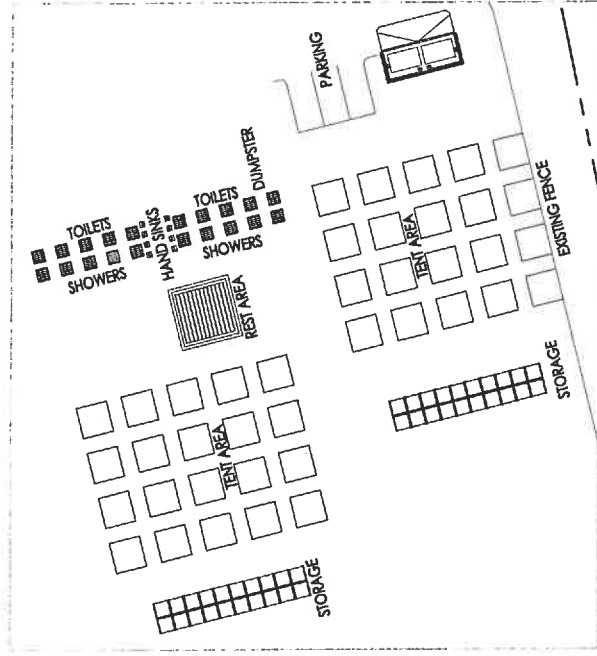 PARKING
DUMPSTER
TOILETS
TOILETS
HAND SINKS
SHOWERS
SHOWERS
REST AREA
TENT AREA
EXISTING FENCE
STORAGE
TENT AREA
STORAGE